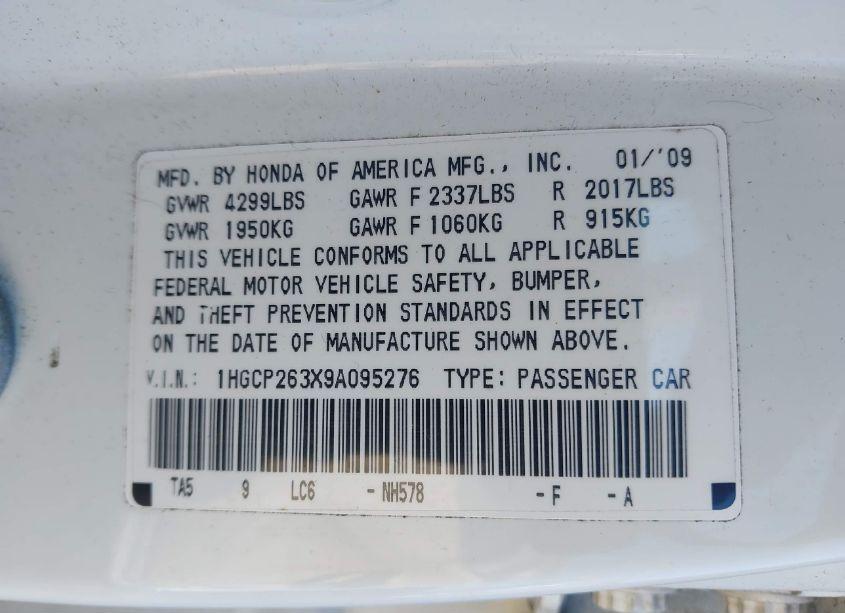 MFD. BY HONDA OF AMERICA MFG., INC. 01/'09
GVWR 4299LBS GAWR F 2337LBS R 2017LBS
GVWR 1950KG GAWR F 1060KG R 915KG
THIS VEHICLE CONFORMS TO ALL APPLICABLE
FEDERAL MOTOR VEHICLE SAFETY, BUMPER,
AND THEFT PREVENTION STANDARDS IN EFFECT
ON THE DATE OF MANUFACTURE SHOWN ABOVE.
V.I.N.: 1HGCP263X9A095276 TYPE: PASSENGER CAR
TA5 9 LC6 -NH578 -F -A